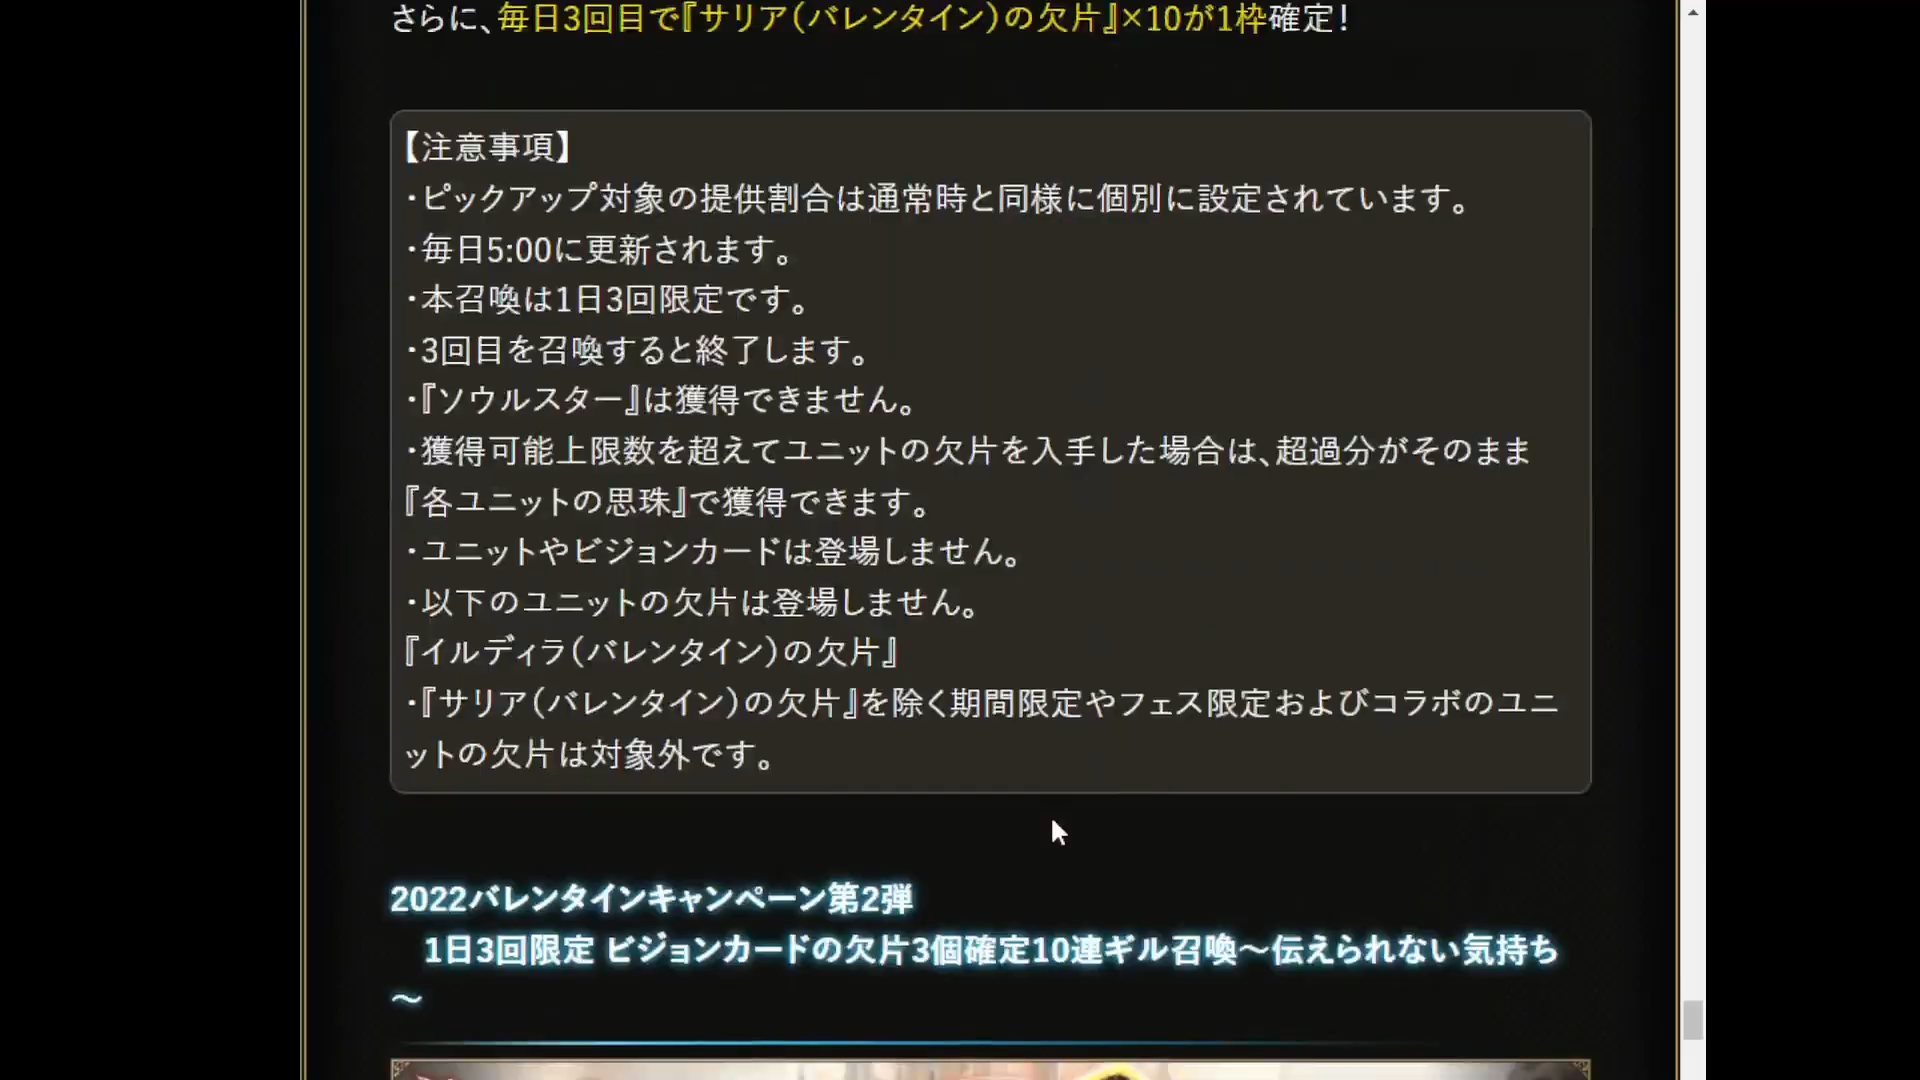 さらに、毎日3回目で『サリア(バレンタイン)の欠片』×10が1枠確定!
【注意事項】
・ピックアップ対象の提供割合は通常時と同様に個別に設定されています。
・毎日5:00に更新されます。
・本召喚は1日3回限定です。
・3回目を召喚すると終了します。
・『ソウルスター』は獲得できません。
・獲得可能上限数を超えてユニットの欠片を入手した場合は、超過分がそのまま
『各ユニットの思珠』で獲得できます。
・ユニットやビジョンカードは登場しません。
・以下のユニットの欠片は登場しません。
『イルディラ(バレンタイン)の欠片』
・『サリア(バレンタイン)の欠片』を除く期間限定やフェス限定およびコラボのユニ
ットの欠片は対象外です。
2022バレンタインキャンペーン第2弾
1日3回限定 ビジョンカードの欠片3個確定10連ギル召喚～伝えられない気持ち
～